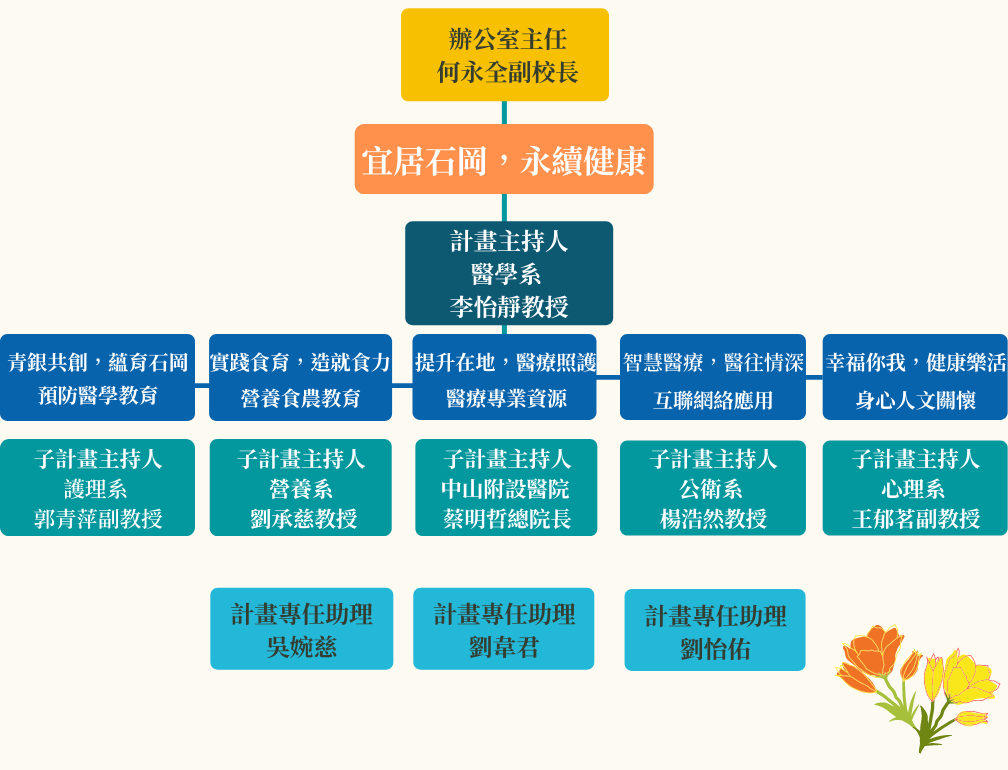 辦公室主任
何永全副校長
宜居石岡，永續健康
計畫主持人
醫學系
李怡靜教授
青銀共創，蘊育石岡
預防醫學教育
實踐食育，造就食力
營養食農教育
提升在地，醫療照護
醫療專業資源
智慧醫療，醫往情深
互聯網絡應用
幸福你我，健康樂活
身心人文關懷
子計畫主持人
護理系
郭青萍副教授
子計畫主持人
營養系
劉承慈教授
子計畫主持人
中山附設醫院
蔡明哲總院長
子計畫主持人
公衛系
楊浩然教授
子計畫主持人
心理系
王郁茗副教授
計畫專任助理
吳婉慈
計畫專任助理
劉韋君
計畫專任助理
劉怡佑